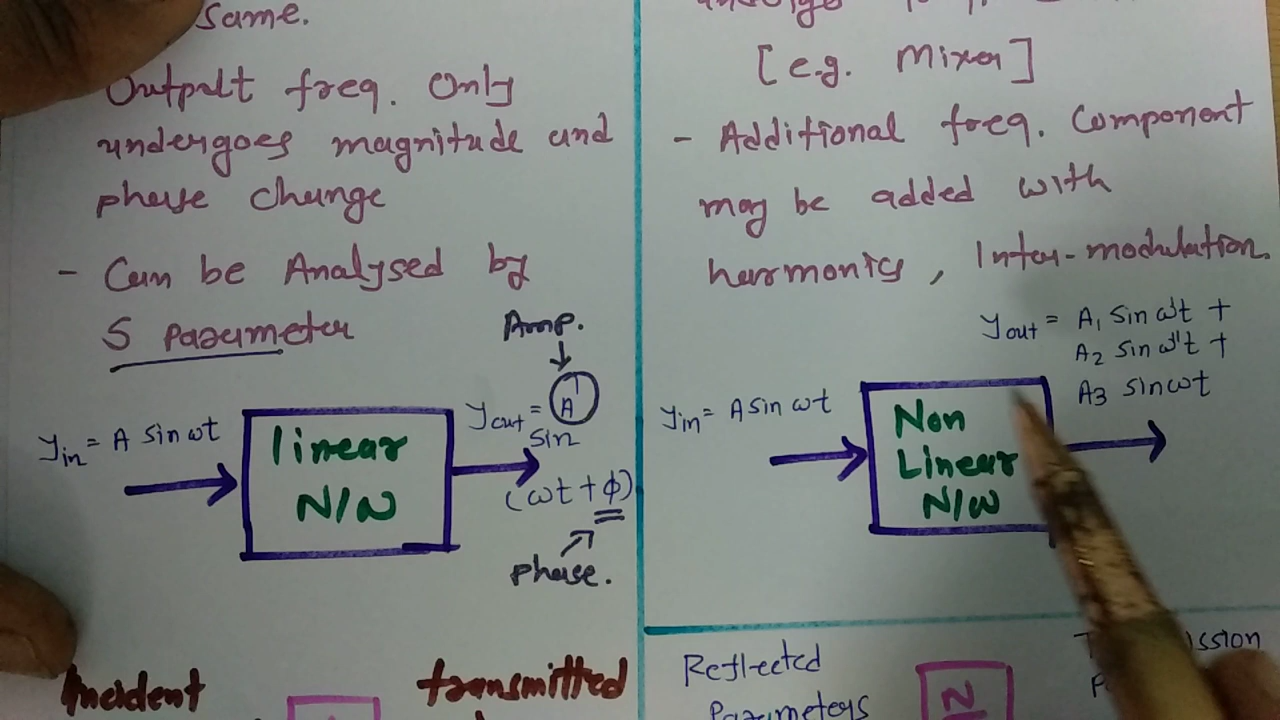 same.
Outpalt freq. Only
undergoes magnitude and
phase change
- Can be Analysed by
S Parameter
Amp.
↓
yin = A sin ωt
linear
N/W
yout = A'
sin
(ωt + φ)
phase.
Incident
transmitted
[e.g. Mixer]
- Additional freq. Component
may be added with
harmonics, Inter-modulation.
yout = A1 sin ω't +
A2 sin ω"t +
A3 sin ωt
yin = A sin ωt
Non
Linear
N/W
Reflected
Parameters